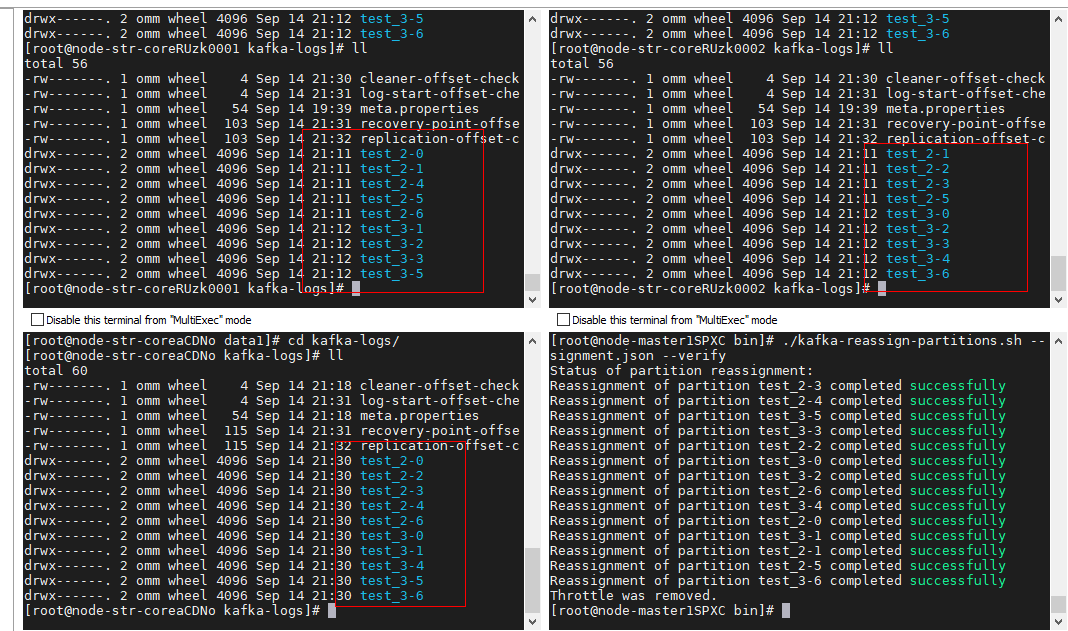 drwx------. 2 omm wheel 4096 Sep 14 21:12 test_3-5
drwx------. 2 omm wheel 4096 Sep 14 21:12 test_3-6
[root@node-str-coreRUzk0001 kafka-logs]# ll
total 56
-rw-------. 1 omm wheel    4 Sep 14 21:30 cleaner-offset-check
-rw-------. 1 omm wheel    4 Sep 14 21:31 log-start-offset-che
-rw-------. 1 omm wheel   54 Sep 14 19:39 meta.properties
-rw-------. 1 omm wheel  103 Sep 14 21:31 recovery-point-offse
-rw-------. 1 omm wheel  103 Sep 14 21:32 replication-offset-c
drwx------. 2 omm wheel 4096 Sep 14 21:11 test_2-0
drwx------. 2 omm wheel 4096 Sep 14 21:11 test_2-1
drwx------. 2 omm wheel 4096 Sep 14 21:11 test_2-4
drwx------. 2 omm wheel 4096 Sep 14 21:11 test_2-5
drwx------. 2 omm wheel 4096 Sep 14 21:11 test_2-6
drwx------. 2 omm wheel 4096 Sep 14 21:12 test_3-1
drwx------. 2 omm wheel 4096 Sep 14 21:12 test_3-2
drwx------. 2 omm wheel 4096 Sep 14 21:12 test_3-3
drwx------. 2 omm wheel 4096 Sep 14 21:12 test_3-5
[root@node-str-coreRUzk0001 kafka-logs]#
drwx------. 2 omm wheel 4096 Sep 14 21:12 test_3-5
drwx------. 2 omm wheel 4096 Sep 14 21:12 test_3-6
[root@node-str-coreRUzk0002 kafka-logs]# ll
total 56
-rw-------. 1 omm wheel    4 Sep 14 21:30 cleaner-offset-check
-rw-------. 1 omm wheel    4 Sep 14 21:31 log-start-offset-che
-rw-------. 1 omm wheel   54 Sep 14 19:39 meta.properties
-rw-------. 1 omm wheel  103 Sep 14 21:31 recovery-point-offse
-rw-------. 1 omm wheel  103 Sep 14 21:32 replication-offset-c
drwx------. 2 omm wheel 4096 Sep 14 21:11 test_2-1
drwx------. 2 omm wheel 4096 Sep 14 21:11 test_2-2
drwx------. 2 omm wheel 4096 Sep 14 21:11 test_2-3
drwx------. 2 omm wheel 4096 Sep 14 21:11 test_2-5
drwx------. 2 omm wheel 4096 Sep 14 21:12 test_3-0
drwx------. 2 omm wheel 4096 Sep 14 21:12 test_3-2
drwx------. 2 omm wheel 4096 Sep 14 21:12 test_3-3
drwx------. 2 omm wheel 4096 Sep 14 21:12 test_3-4
drwx------. 2 omm wheel 4096 Sep 14 21:12 test_3-6
[root@node-str-coreRUzk0002 kafka-logs]#
Disable this terminal from "MultiExec" mode
Disable this terminal from "MultiExec" mode
[root@node-str-coreaCDNo data1]# cd kafka-logs/
[root@node-str-coreaCDNo kafka-logs]# ll
total 60
-rw-------. 1 omm wheel    4 Sep 14 21:18 cleaner-offset-check
-rw-------. 1 omm wheel    4 Sep 14 21:31 log-start-offset-che
-rw-------. 1 omm wheel   54 Sep 14 21:18 meta.properties
-rw-------. 1 omm wheel  115 Sep 14 21:31 recovery-point-offse
-rw-------. 1 omm wheel  115 Sep 14 21:32 replication-offset-c
drwx------. 2 omm wheel 4096 Sep 14 21:30 test_2-0
drwx------. 2 omm wheel 4096 Sep 14 21:30 test_2-2
drwx------. 2 omm wheel 4096 Sep 14 21:30 test_2-3
drwx------. 2 omm wheel 4096 Sep 14 21:30 test_2-4
drwx------. 2 omm wheel 4096 Sep 14 21:30 test_2-6
drwx------. 2 omm wheel 4096 Sep 14 21:30 test_3-0
drwx------. 2 omm wheel 4096 Sep 14 21:30 test_3-1
drwx------. 2 omm wheel 4096 Sep 14 21:30 test_3-4
drwx------. 2 omm wheel 4096 Sep 14 21:30 test_3-5
drwx------. 2 omm wheel 4096 Sep 14 21:30 test_3-6
[root@node-str-coreaCDNo kafka-logs]#
[root@node-master1SPXC bin]# ./kafka-reassign-partitions.sh --
signment.json --verify
Status of partition reassignment:
Reassignment of partition test_2-3 completed successfully
Reassignment of partition test_2-4 completed successfully
Reassignment of partition test_3-5 completed successfully
Reassignment of partition test_3-3 completed successfully
Reassignment of partition test_2-2 completed successfully
Reassignment of partition test_3-0 completed successfully
Reassignment of partition test_3-2 completed successfully
Reassignment of partition test_2-6 completed successfully
Reassignment of partition test_3-4 completed successfully
Reassignment of partition test_2-0 completed successfully
Reassignment of partition test_3-1 completed successfully
Reassignment of partition test_2-1 completed successfully
Reassignment of partition test_2-5 completed successfully
Reassignment of partition test_3-6 completed successfully
Throttle was removed.
[root@node-master1SPXC bin]#